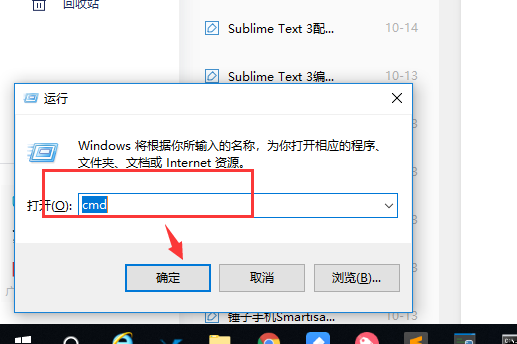 回收站
Sublime Text 3配... 10-14
Sublime Text 3编... 10-13
运行
Windows 将根据你所输入的名称，为你打开相应的程序、
文件夹、文档或 Internet 资源。
打开(O): cmd
确定 取消 浏览(B)...
锤子手机Smartisa... 10-13